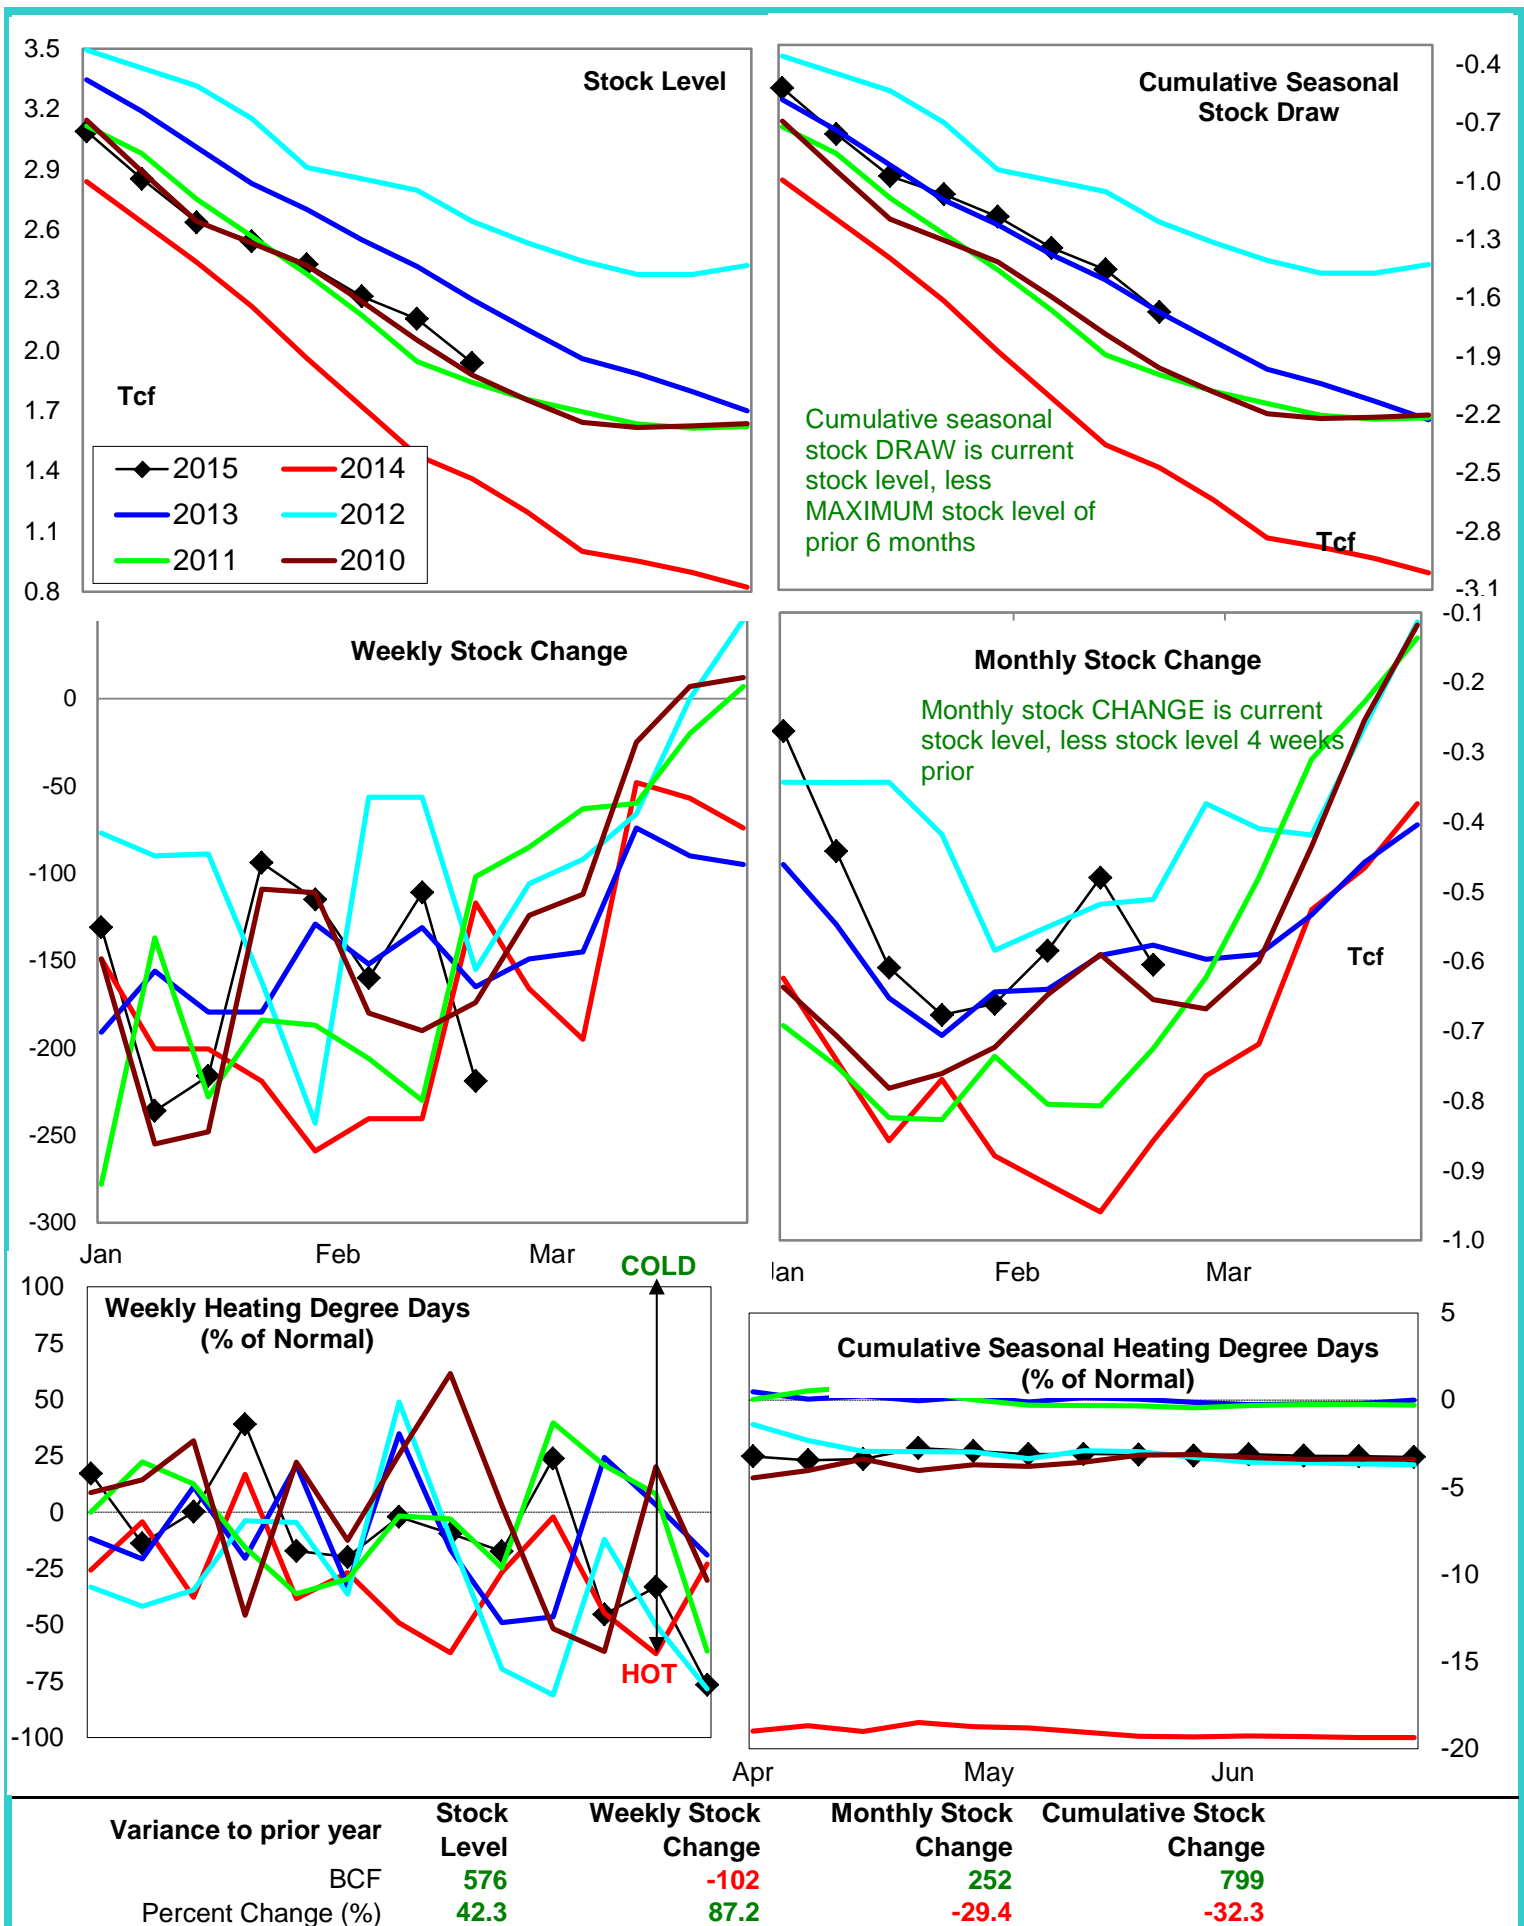 Stock Level
3.5
3.2
2.9
2.6
2.3
2.0
1.7
1.4
1.1
0.8
Tcf
2015 2014
2013 2012
2011 2010
Cumulative Seasonal
Stock Draw
-0.4
-0.7
-1.0
-1.3
-1.6
-1.9
-2.2
-2.5
-2.8
-3.1
Cumulative seasonal
stock DRAW is current
stock level, less
MAXIMUM stock level of
prior 6 months
Tcf
Weekly Stock Change
0
-50
-100
-150
-200
-250
-300
Jan Feb Mar
Monthly Stock Change
Monthly stock CHANGE is current
stock level, less stock level 4 weeks
prior
-0.1
-0.2
-0.3
-0.4
-0.5
-0.6
-0.7
-0.8
-0.9
-1.0
Tcf
Jan Feb Mar
Weekly Heating Degree Days
(% of Normal)
COLD
HOT
100
75
50
25
0
-25
-50
-75
-100
Cumulative Seasonal Heating Degree Days
(% of Normal)
5
0
-5
-10
-15
-20
Apr May Jun
Variance to prior year Stock Level Weekly Stock Change Monthly Stock Change Cumulative Stock Change
BCF 576 -102 252 799
Percent Change (%) 42.3 87.2 -29.4 -32.3